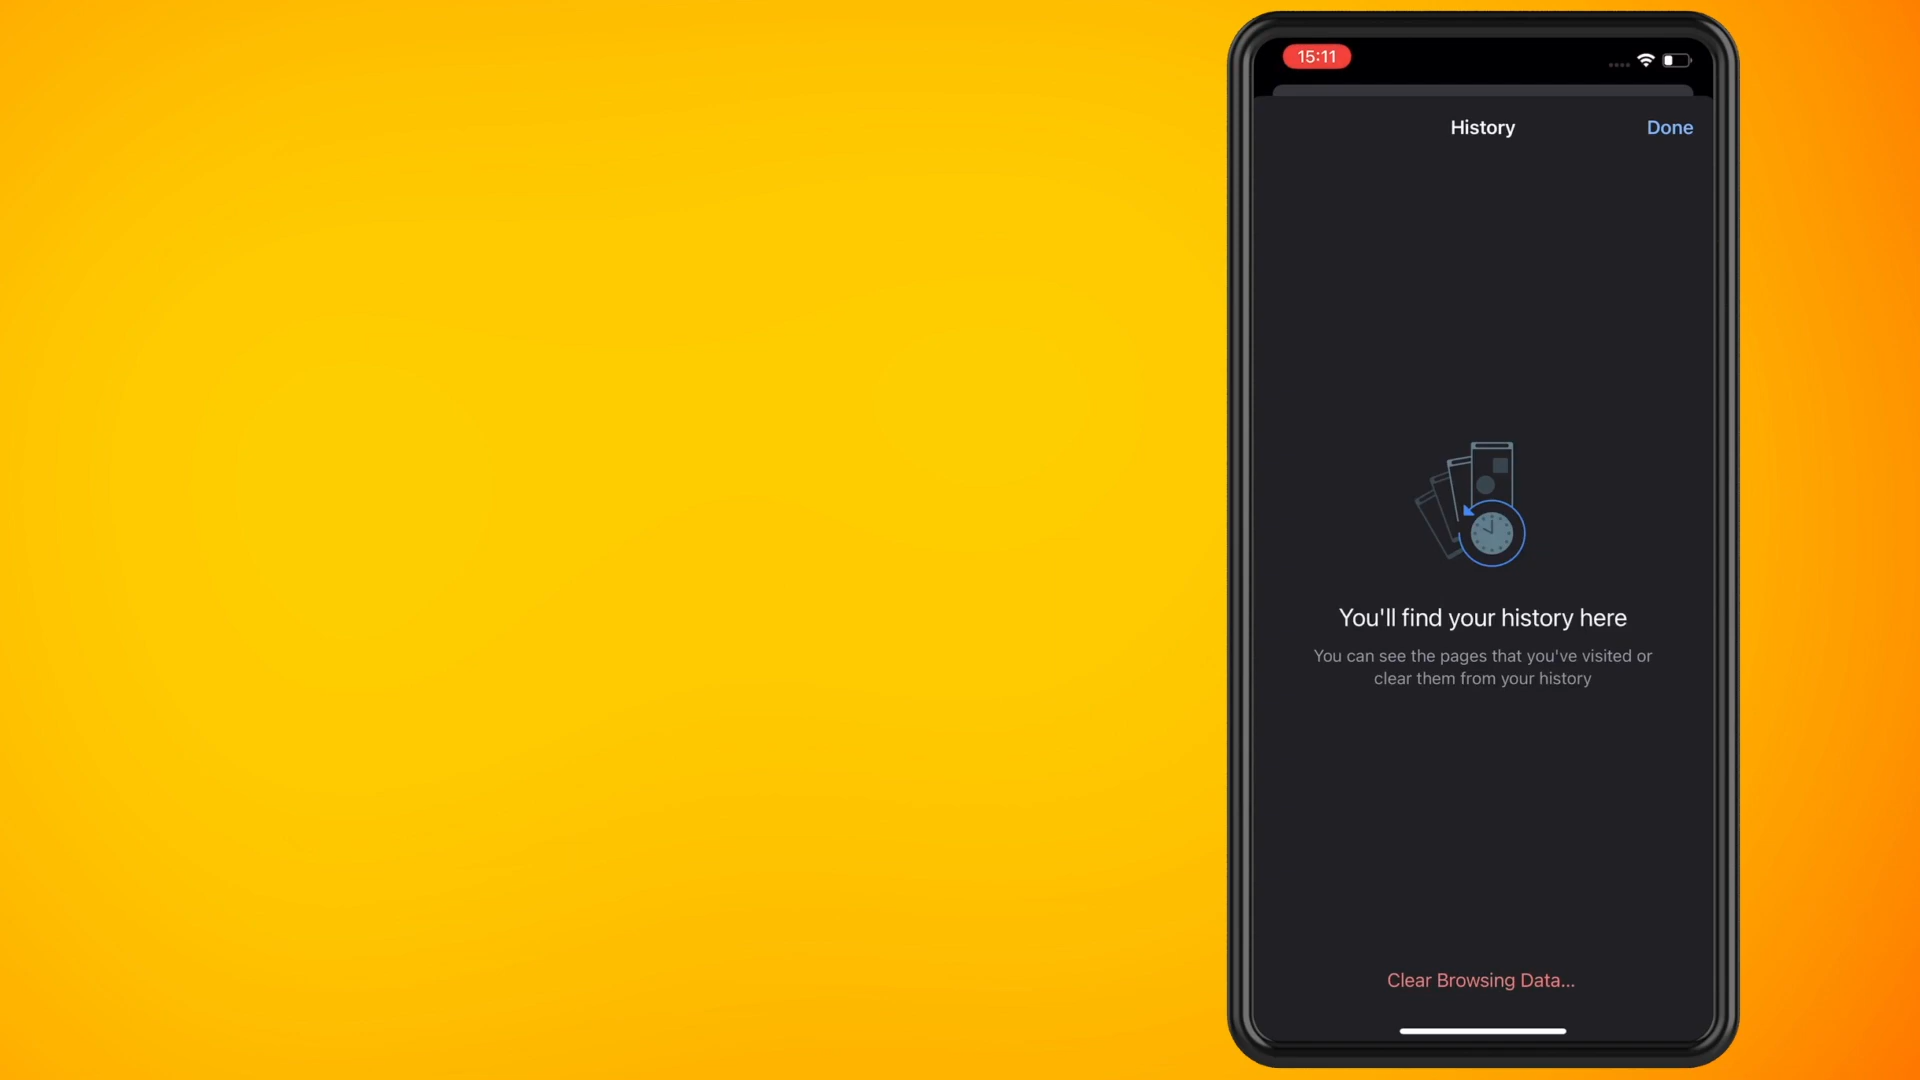 15:11
History
Done
You'll find your history here
You can see the pages that you've visited or
clear them from your history
Clear Browsing Data...